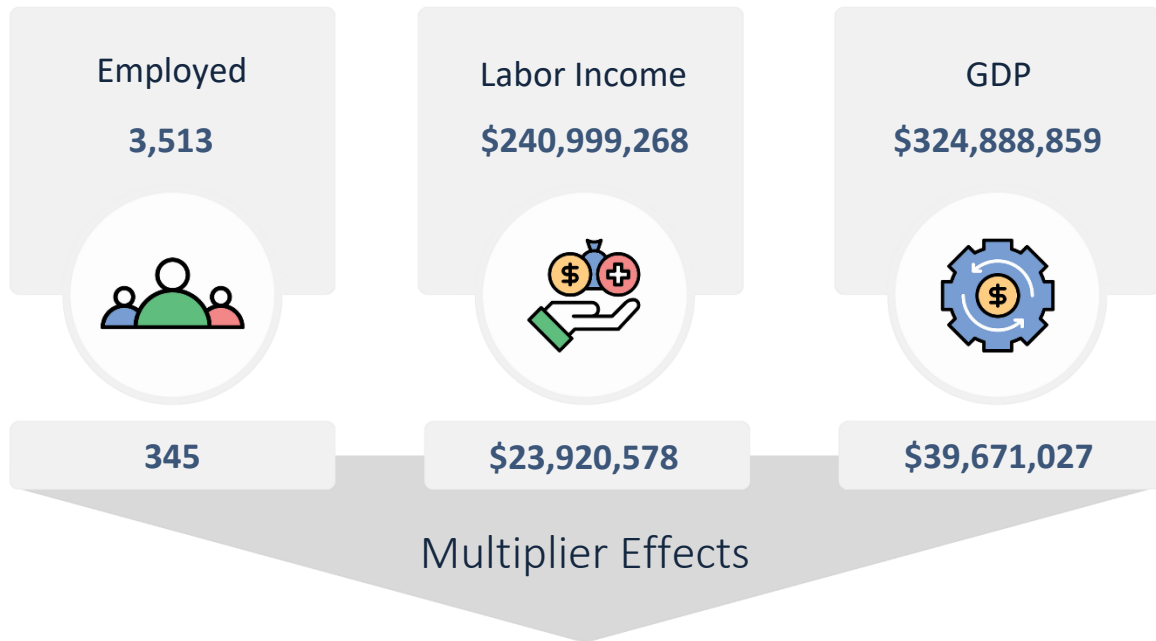 Employed
3,513
Labor Income
$240,999,268
GDP
$324,888,859
$
$
345
$23,920,578
$39,671,027
Multiplier Effects